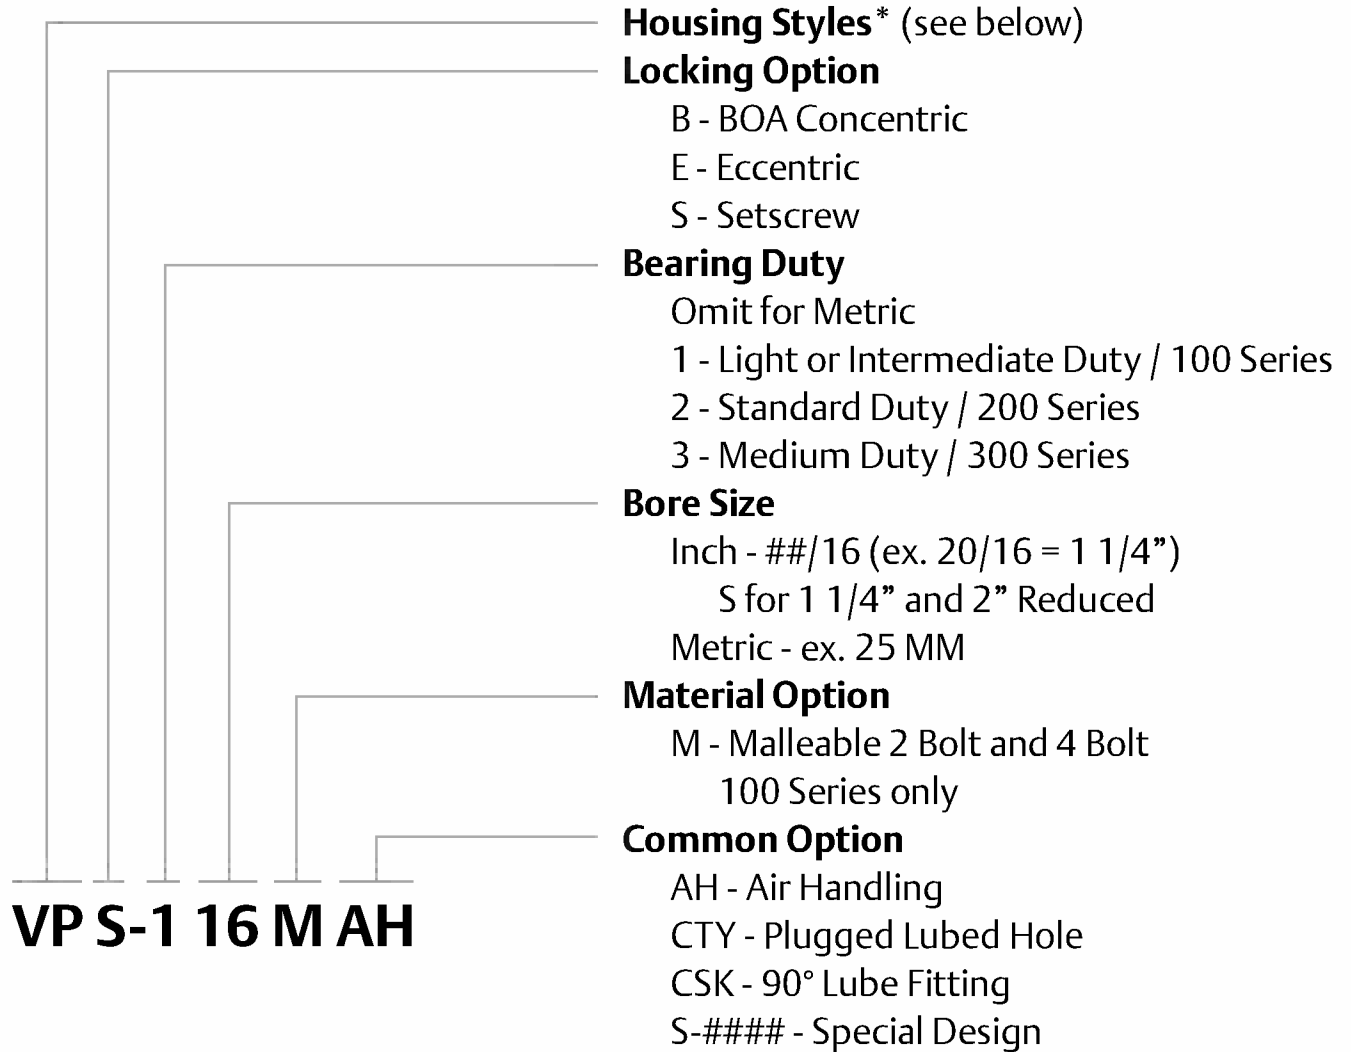 Housing Styles* (see below)
Locking Option
B - BOA Concentric
E - Eccentric
S - Setscrew
Bearing Duty
Omit for Metric
1 - Light or Intermediate Duty / 100 Series
2 - Standard Duty / 200 Series
3 - Medium Duty / 300 Series
Bore Size
Inch - ##/16 (ex. 20/16 = 1 1/4”)
S for 1 1/4” and 2” Reduced
Metric - ex. 25 MM
Material Option
M - Malleable 2 Bolt and 4 Bolt
100 Series only
Common Option
AH - Air Handling
VP S-1 16 M AH
CTY - Plugged Lubed Hole
CSK - 90° Lube Fitting
S-#### - Special Design